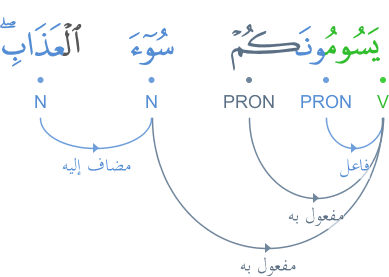 يَسُومُونَكُمْ سُوٓءَ ٱلْعَذَابِ ۖ
V PRON PRON N N
فاعل
مضاف إليه
مفعول به
مفعول به